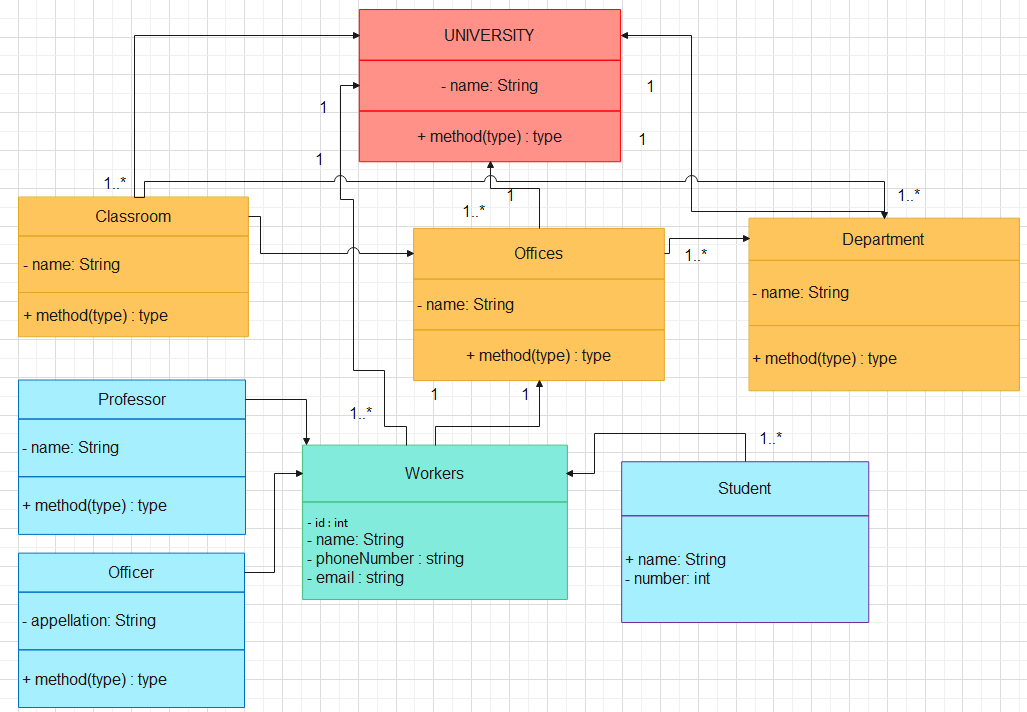 UNIVERSITY
- name: String
+ method(type) : type
1
1
1
1
1..*
1..*
1
1..*
Classroom
- name: String
+ method(type) : type
Offices
- name: String
+ method(type) : type
1..*
Department
- name: String
+ method(type) : type
1
1
1..*
1..*
Professor
- name: String
+ method(type) : type
Workers
- id : int
- name: String
- phoneNumber : string
- email : string
Student
+ name: String
- number: int
Officer
- appellation: String
+ method(type) : type